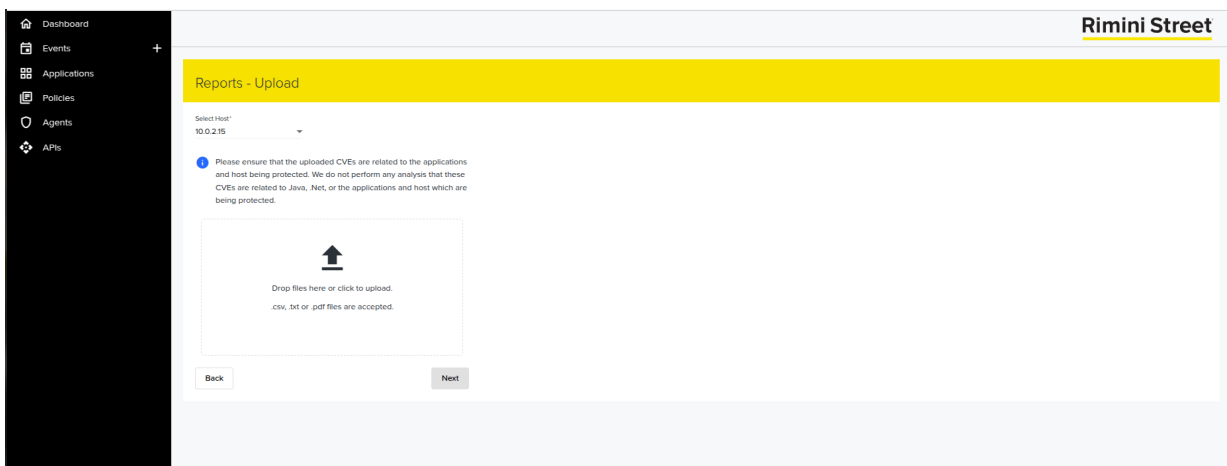 Dashboard
Events
Applications
Policies
Agents
APIs
Rimini Street
Reports - Upload
Select Host*
10.0.2.15
Please ensure that the uploaded CVEs are related to the applications
and host being protected. We do not perform any analysis that these
CVEs are related to Java, .Net, or the applications and host which are
being protected.
Drop files here or click to upload.
.csv, .txt or .pdf files are accepted.
Back
Next